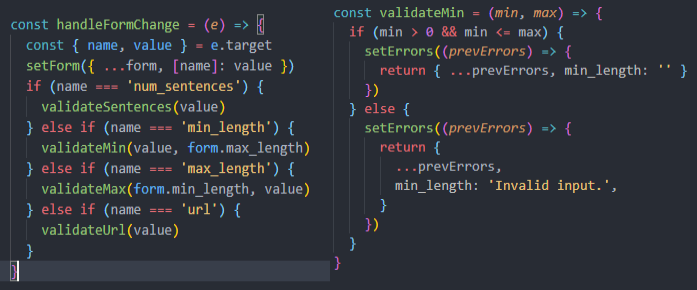 const handleFormChange = (e) => {
  const { name, value } = e.target
  setForm({ ...form, [name]: value })
  if (name === 'num_sentences') {
    validateSentences(value)
  } else if (name === 'min_length') {
    validateMin(value, form.max_length)
  } else if (name === 'max_length') {
    validateMax(form.min_length, value)
  } else if (name === 'url') {
    validateUrl(value)
  }
}
const validateMin = (min, max) => {
  if (min > 0 && min <= max) {
    setErrors((prevErrors) => {
      return { ...prevErrors, min_length: '' }
    })
  } else {
    setErrors((prevErrors) => {
      return {
        ...prevErrors,
        min_length: 'Invalid input.',
      }
    })
  }
}